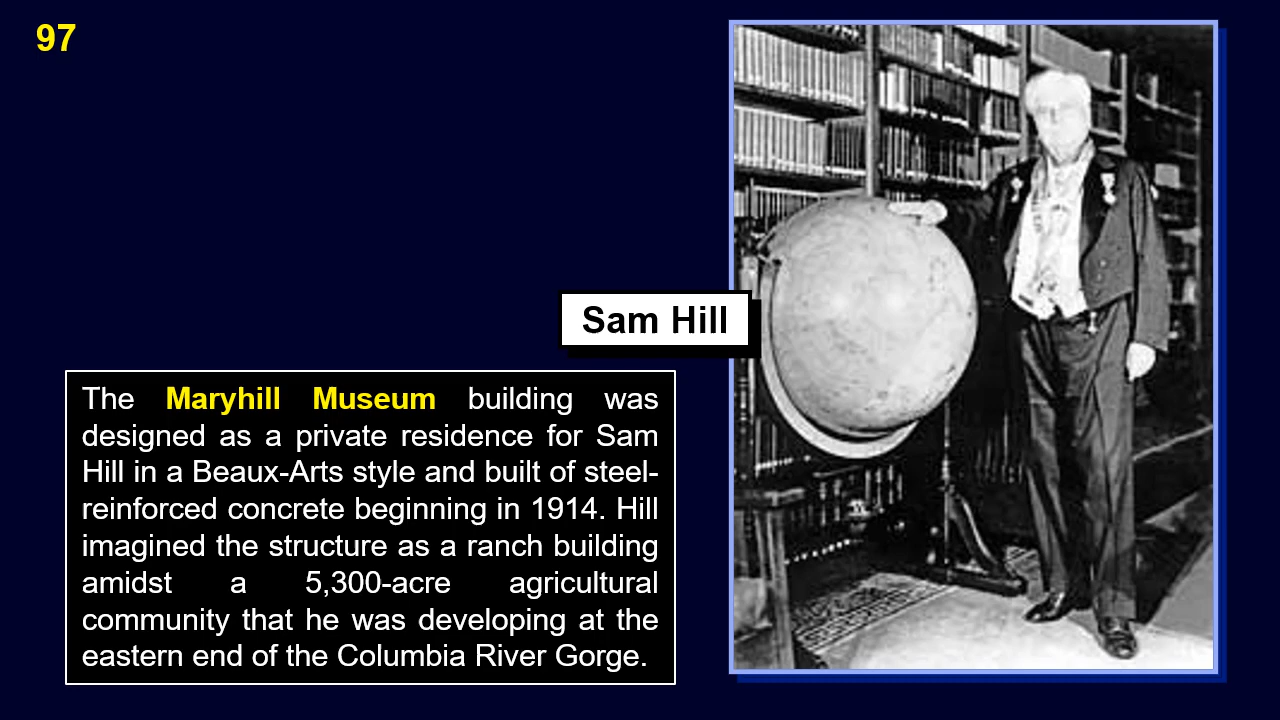 97
Sam Hill
The Maryhill Museum building was
designed as a private residence for Sam
Hill in a Beaux-Arts style and built of steel-
reinforced concrete beginning in 1914. Hill
imagined the structure as a ranch building
amidst a 5,300-acre agricultural
community that he was developing at the
eastern end of the Columbia River Gorge.